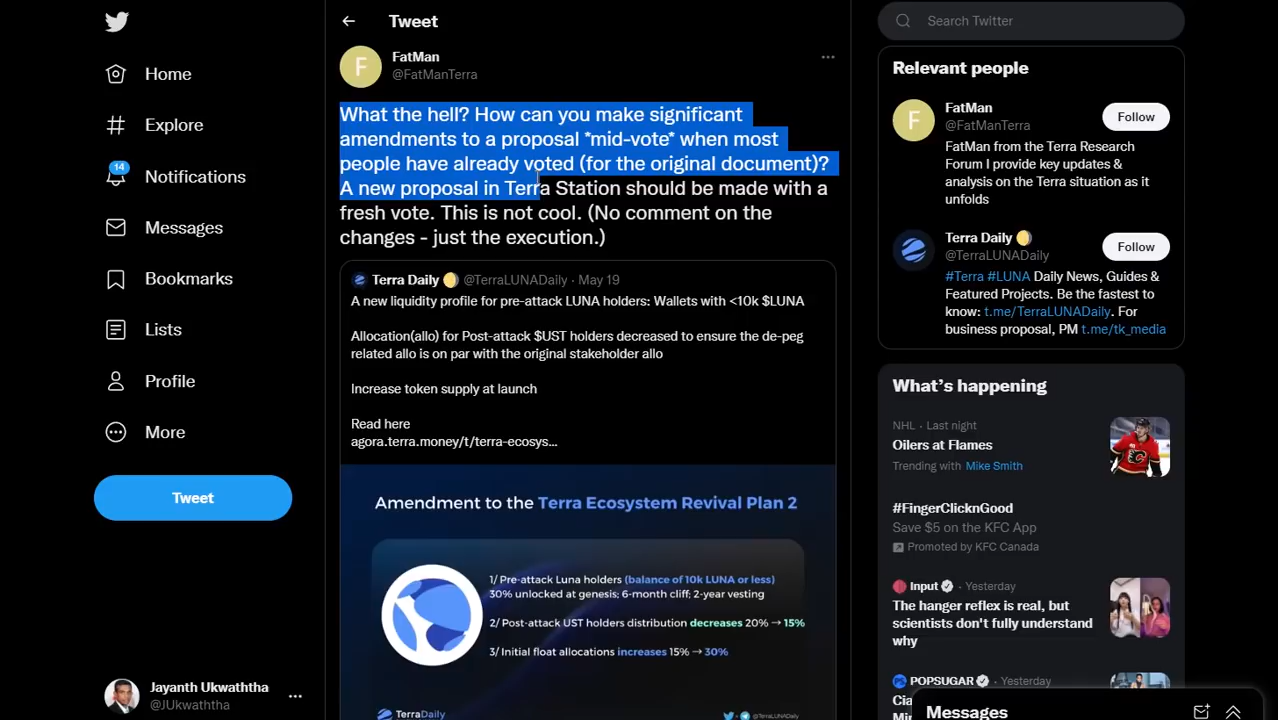 Home
Explore
14
Notifications
Messages
Bookmarks
Lists
Profile
More
Tweet
Jayanth Ukwaththa
@JUkwaththa
Tweet
F
FatMan
@FatManTerra
What the hell? How can you make significant
amendments to a proposal *mid-vote* when most
people have already voted (for the original document)?
A new proposal in Terra Station should be made with a
fresh vote. This is not cool. (No comment on the
changes - just the execution.)
Terra Daily 🌖 @TerraLUNADaily · May 19
A new liquidity profile for pre-attack LUNA holders: Wallets with <10k $LUNA
Allocation(allo) for Post-attack $UST holders decreased to ensure the de-peg
related allo is on par with the original stakeholder allo
Increase token supply at launch
Read here
agora.terra.money/t/terra-ecosys...
Amendment to the Terra Ecosystem Revival Plan 2
1/ Pre-attack Luna holders (balance of 10k LUNA or less)
30% unlocked at genesis; 6-month cliff; 2-year vesting
2/ Post-attack UST holders distribution decreases 20% → 15%
3/ Initial float allocations increases 15% → 30%
TerraDaily
@TerraLUNADaily
Search Twitter
Relevant people
F
FatMan
@FatManTerra
Follow
FatMan from the Terra Research
Forum I provide key updates &
analysis on the Terra situation as it
unfolds
Terra Daily 🌖
@TerraLUNADaily
Follow
#Terra #LUNA Daily News, Guides &
Featured Projects. Be the fastest to
know: t.me/TerraLUNADaily. For
business proposal, PM t.me/tk_media
What's happening
NHL · Last night
Oilers at Flames
Trending with Mike Smith
#FingerClicknGood
Save $5 on the KFC App
Promoted by KFC Canada
Input · Yesterday
The hanger reflex is real, but
scientists don't fully understand
why
POPSUGAR · Yesterday
Messages